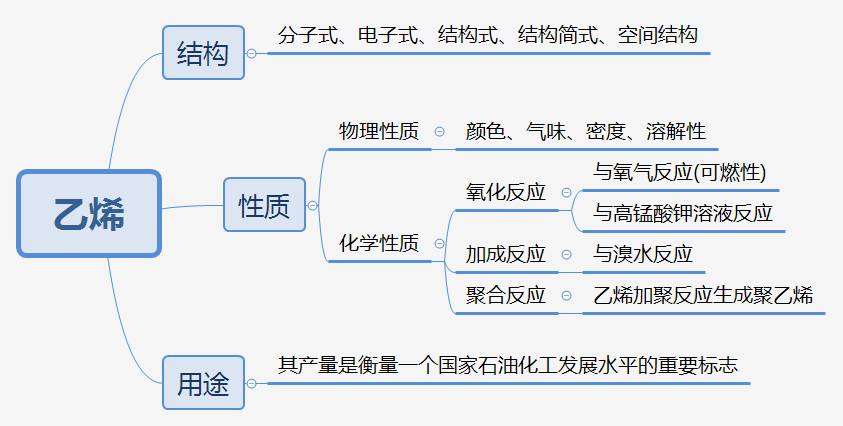 结构
分子式、电子式、结构式、结构简式、空间结构
乙烯
性质
物理性质
颜色、气味、密度、溶解性
化学性质
氧化反应
与氧气反应(可燃性)
与高锰酸钾溶液反应
加成反应
与溴水反应
聚合反应
乙烯加聚反应生成聚乙烯
用途
其产量是衡量一个国家石油化工发展水平的重要标志